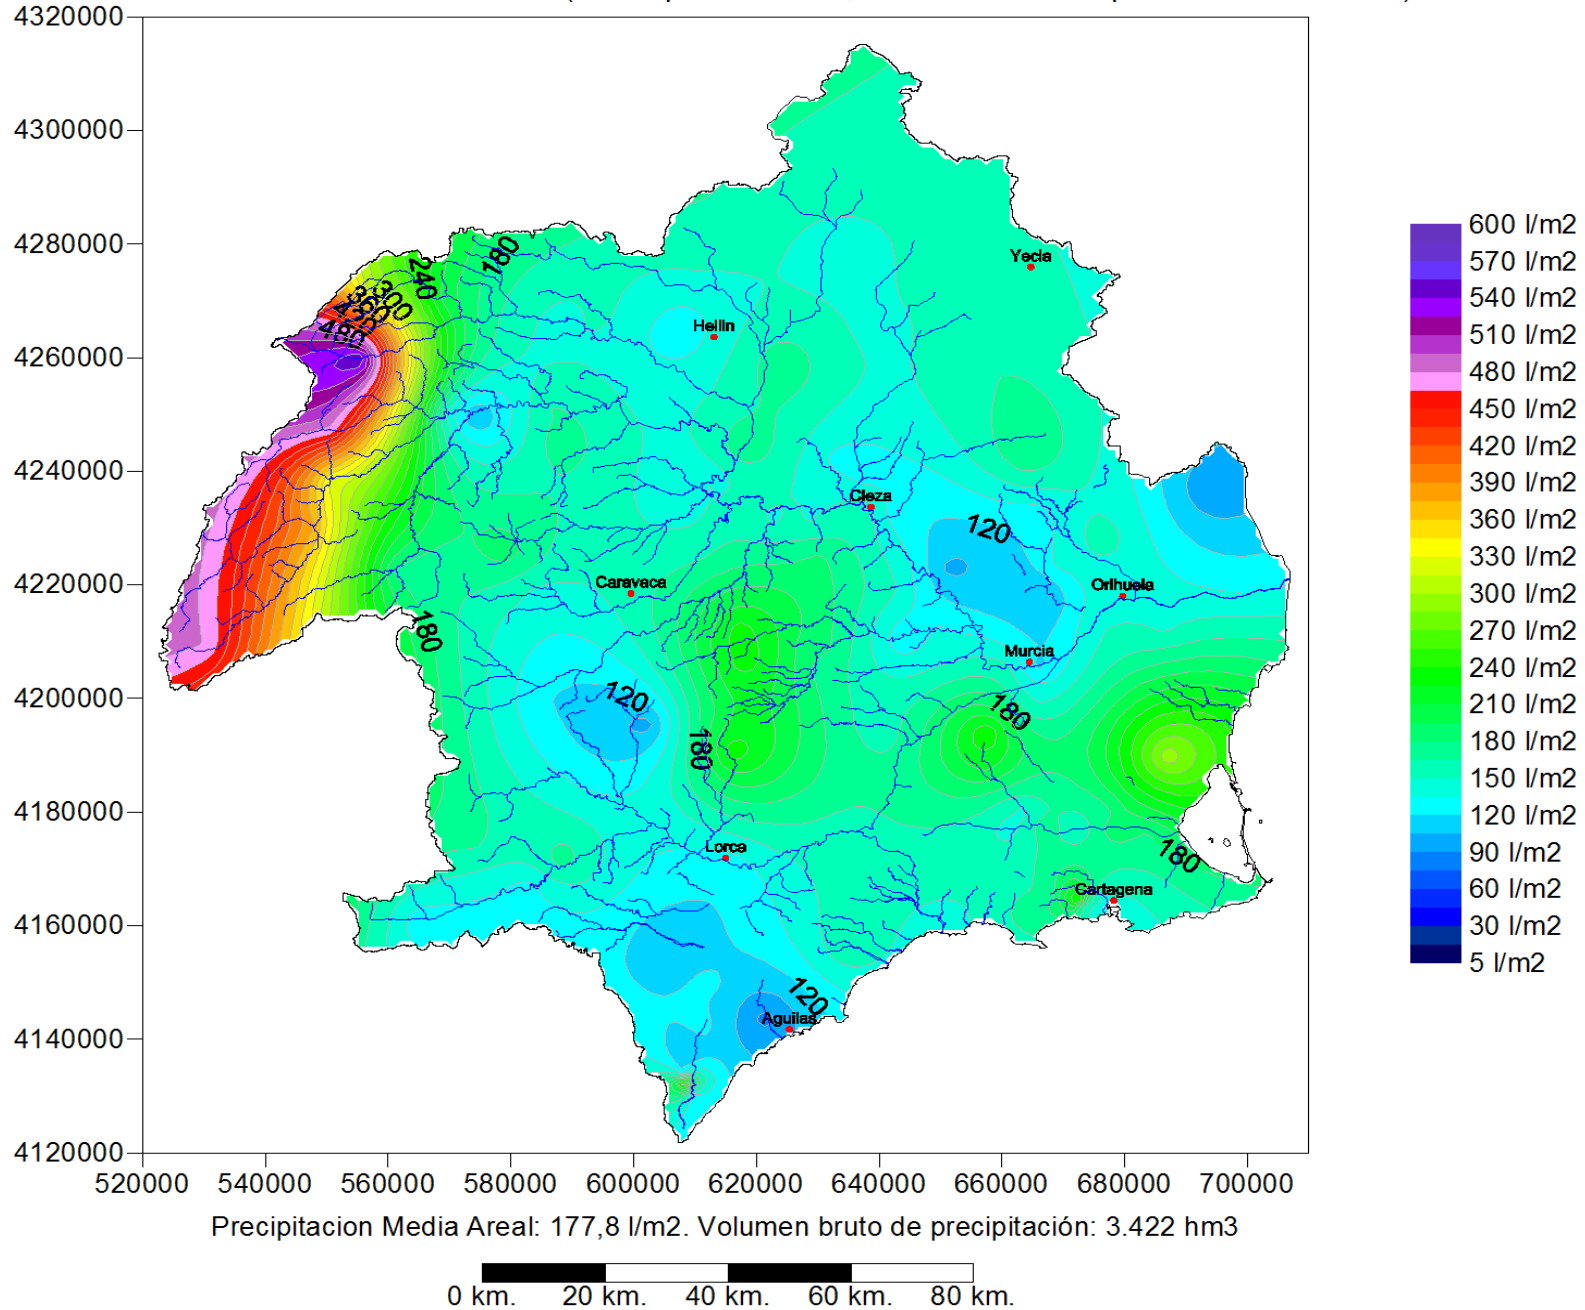 4320000
4300000
4280000
4260000
4240000
4220000
4200000
4180000
4160000
4140000
4120000
520000 540000 560000 580000 600000 620000 640000 660000 680000 700000
180
240
480
Yecla
Hellin
Cieza
120
Caravaca
Orihuela
180
Murcia
120
180
180
Lorca
180
Cartagena
120
Aguilas
600 l/m2
570 l/m2
540 l/m2
510 l/m2
480 l/m2
450 l/m2
420 l/m2
390 l/m2
360 l/m2
330 l/m2
300 l/m2
270 l/m2
240 l/m2
210 l/m2
180 l/m2
150 l/m2
120 l/m2
90 l/m2
60 l/m2
30 l/m2
5 l/m2
Precipitacion Media Areal: 177,8 l/m2. Volumen bruto de precipitación: 3.422 hm3
0 km. 20 km. 40 km. 60 km. 80 km.